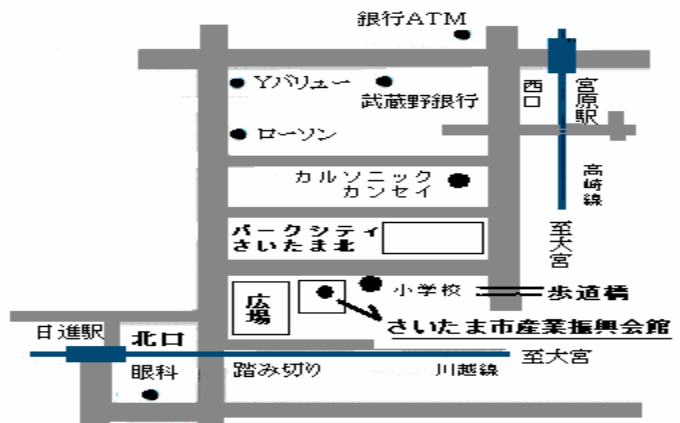 銀行ATM
Yバリュー
武蔵野銀行
西口
宮原駅
ローソン
カルソニック
カンセイ
高崎線
至大宮
パークシティ
さいたま北
広場
小学校
歩道橋
さいたま市産業振興会館
日進駅
北口
眼科
踏み切り
川越線
至大宮